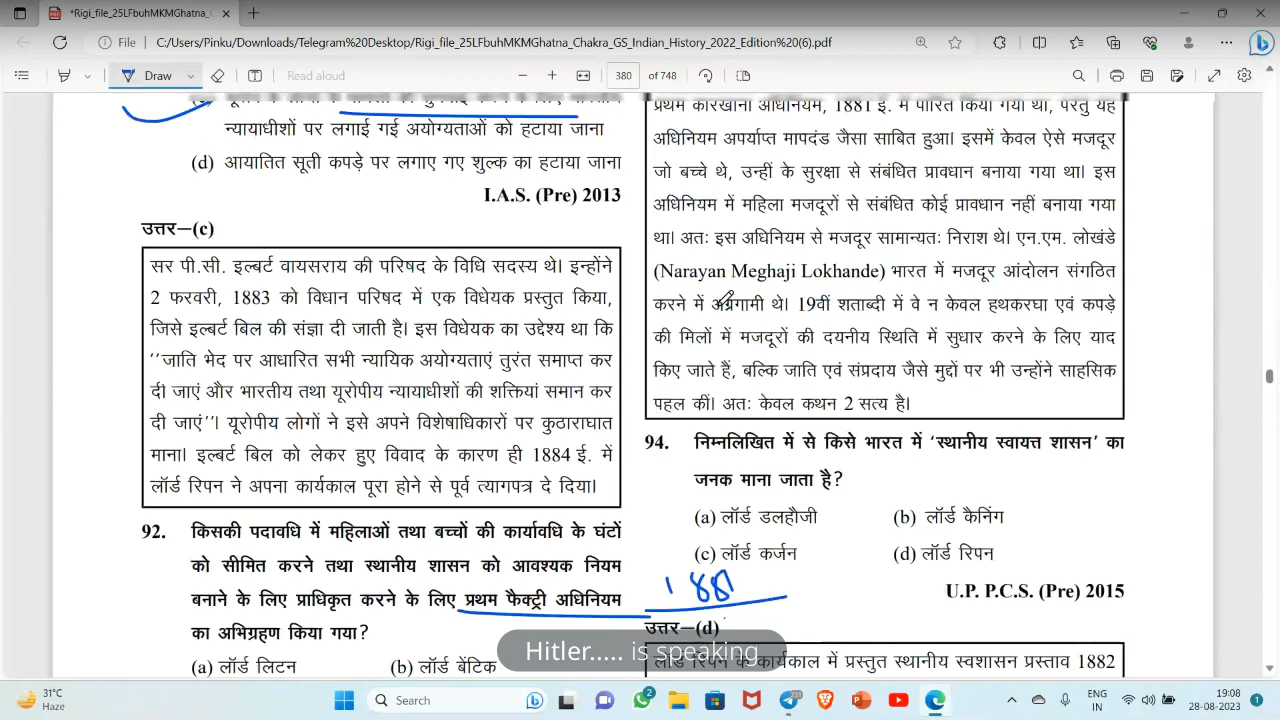 *Rigi_file_25LFbuhMKMGhatna_C
File
C:/Users/Pinku/Downloads/Telegram%20Desktop/Rigi_file_25LFbuhMKMGhatna_Chakra_GS_Indian_History_2022_Edition%20(6).pdf
Draw
Read aloud
380 of 748
न्यायाधीशों पर लगाई गई अयोग्यताओं को हटाया जाना
(d) आयातित सूती कपड़े पर लगाए गए शुल्क का हटाया जाना
I.A.S. (Pre) 2013
उत्तर–(c)
सर पी.सी. इल्बर्ट वायसराय की परिषद के विधि सदस्य थे। इन्होंने
2 फरवरी, 1883 को विधान परिषद में एक विधेयक प्रस्तुत किया,
जिसे इल्बर्ट बिल की संज्ञा दी जाती है। इस विधेयक का उद्देश्य था कि
''जाति भेद पर आधारित सभी न्यायिक अयोग्यताएं तुरंत समाप्त कर
दी जाएं और भारतीय तथा यूरोपीय न्यायाधीशों की शक्तियां समान कर
दी जाएं''। यूरोपीय लोगों ने इसे अपने विशेषाधिकारों पर कुठाराघात
माना। इल्बर्ट बिल को लेकर हुए विवाद के कारण ही 1884 ई. में
लॉर्ड रिपन ने अपना कार्यकाल पूरा होने से पूर्व त्यागपत्र दे दिया।
92. किसकी पदावधि में महिलाओं तथा बच्चों की कार्यावधि के घंटों
को सीमित करने तथा स्थानीय शासन को आवश्यक नियम
बनाने के लिए प्राधिकृत करने के लिए प्रथम फैक्ट्री अधिनियम
का अभिग्रहण किया गया?
(a) लॉर्ड लिटन (b) लॉर्ड बेंटिक
प्रथम कारखाना अधिनियम, 1881 ई. में पारित किया गया था, परंतु यह
अधिनियम अपर्याप्त मापदंड जैसा साबित हुआ। इसमें केवल ऐसे मजदूर
जो बच्चे थे, उन्हीं के सुरक्षा से संबंधित प्रावधान बनाया गया था। इस
अधिनियम में महिला मजदूरों से संबंधित कोई प्रावधान नहीं बनाया गया
था। अतः इस अधिनियम से मजदूर सामान्यतः निराश थे। एन.एम. लोखंडे
(Narayan Meghaji Lokhande) भारत में मजदूर आंदोलन संगठित
करने में अग्रगामी थे। 19वीं शताब्दी में वे न केवल हथकरघा एवं कपड़े
की मिलों में मजदूरों की दयनीय स्थिति में सुधार करने के लिए याद
किए जाते हैं, बल्कि जाति एवं संप्रदाय जैसे मुद्दों पर भी उन्होंने साहसिक
पहल कीं। अतः केवल कथन 2 सत्य है।
94. निम्नलिखित में से किसे भारत में 'स्थानीय स्वायत्त शासन' का
जनक माना जाता है?
(a) लॉर्ड डलहौजी (b) लॉर्ड कैनिंग
(c) लॉर्ड कर्जन (d) लॉर्ड रिपन
U.P. P.C.S. (Pre) 2015
1881
उत्तर–(d)
लॉर्ड रिपन के कार्यकाल में प्रस्तुत स्थानीय स्वशासन प्रस्ताव 1882
Hitler..... is speaking
31°C
Haze
Search
2
231
ENG
IN
19:08
28-08-2023
1